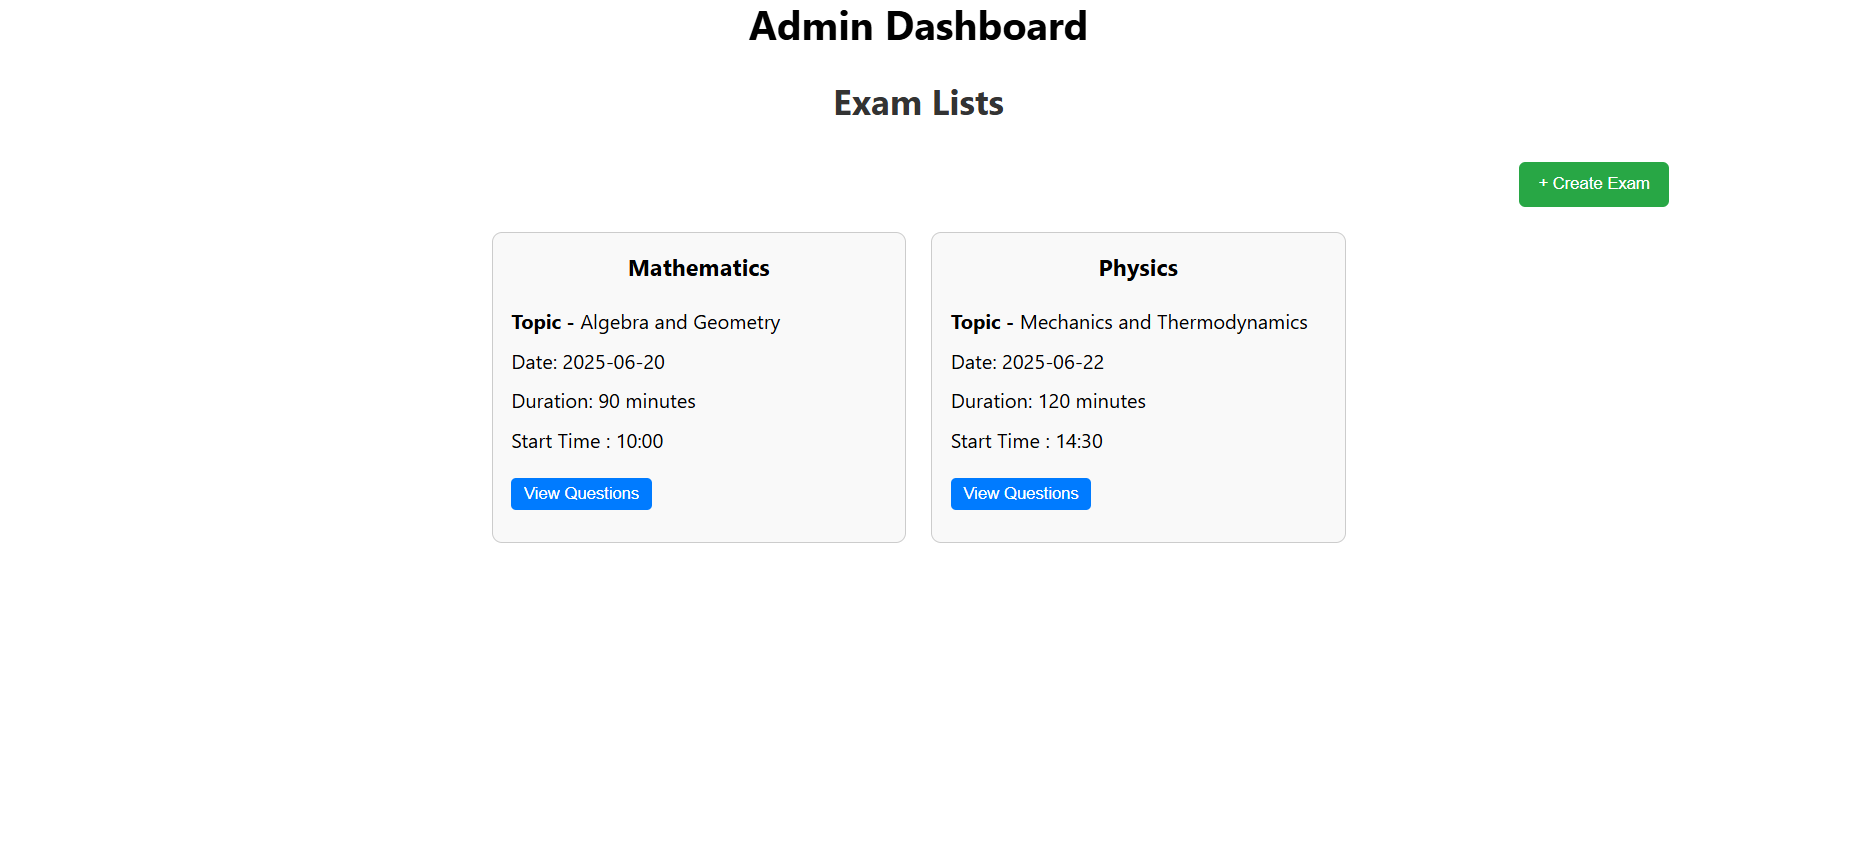 Admin Dashboard
Exam Lists
+ Create Exam
Mathematics
Topic - Algebra and Geometry
Date: 2025-06-20
Duration: 90 minutes
Start Time : 10:00
View Questions
Physics
Topic - Mechanics and Thermodynamics
Date: 2025-06-22
Duration: 120 minutes
Start Time : 14:30
View Questions